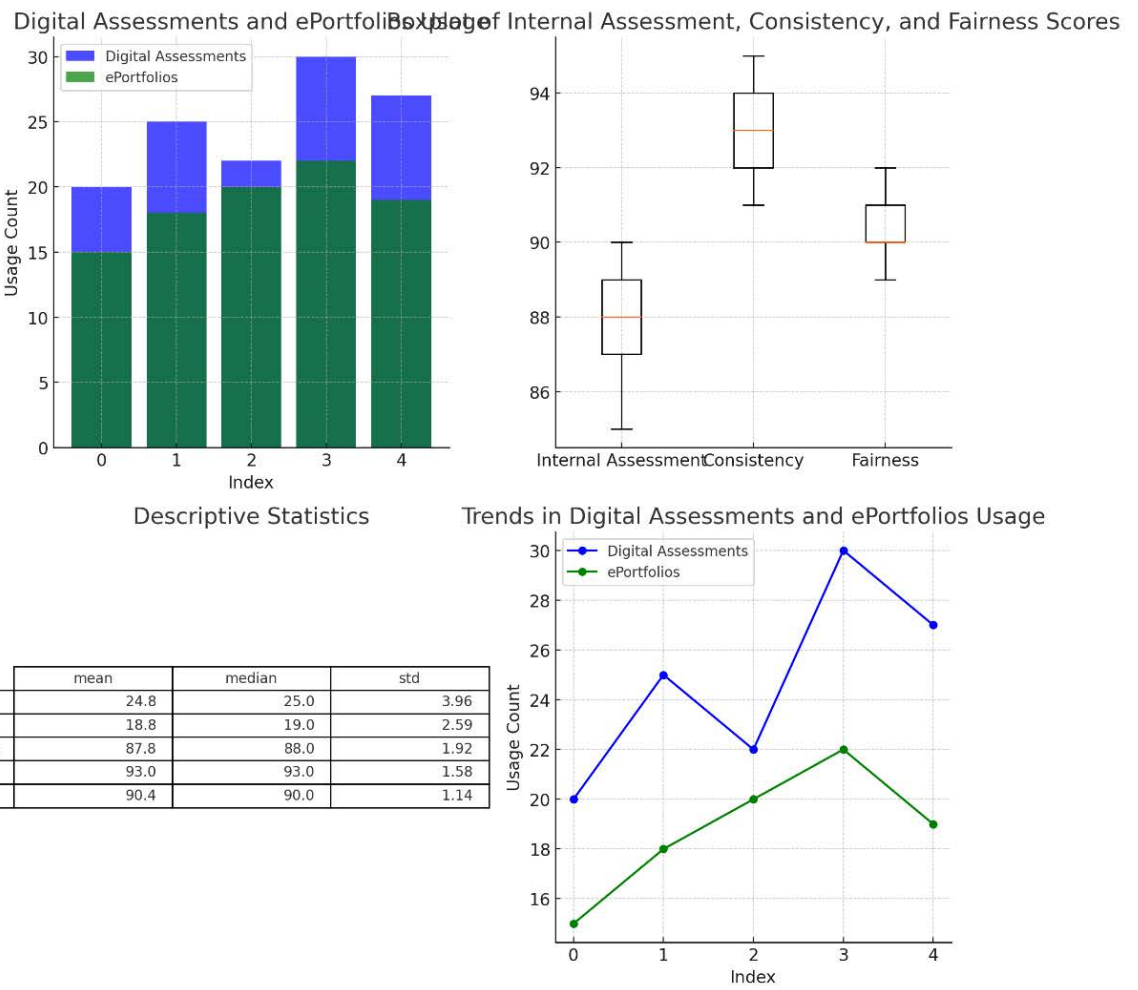 Digital Assessments and ePortfolios Usage
Boxplot of Internal Assessment, Consistency, and Fairness Scores
Digital Assessments
ePortfolios
30
25
20
15
10
5
0
Usage Count
0 1 2 3 4
Index
94
92
90
88
86
Internal Assessment Consistency Fairness
Descriptive Statistics
mean median std
24.8 25.0 3.96
18.8 19.0 2.59
87.8 88.0 1.92
93.0 93.0 1.58
90.4 90.0 1.14
Trends in Digital Assessments and ePortfolios Usage
Digital Assessments
ePortfolios
30
28
26
24
22
20
18
16
Usage Count
0 1 2 3 4
Index